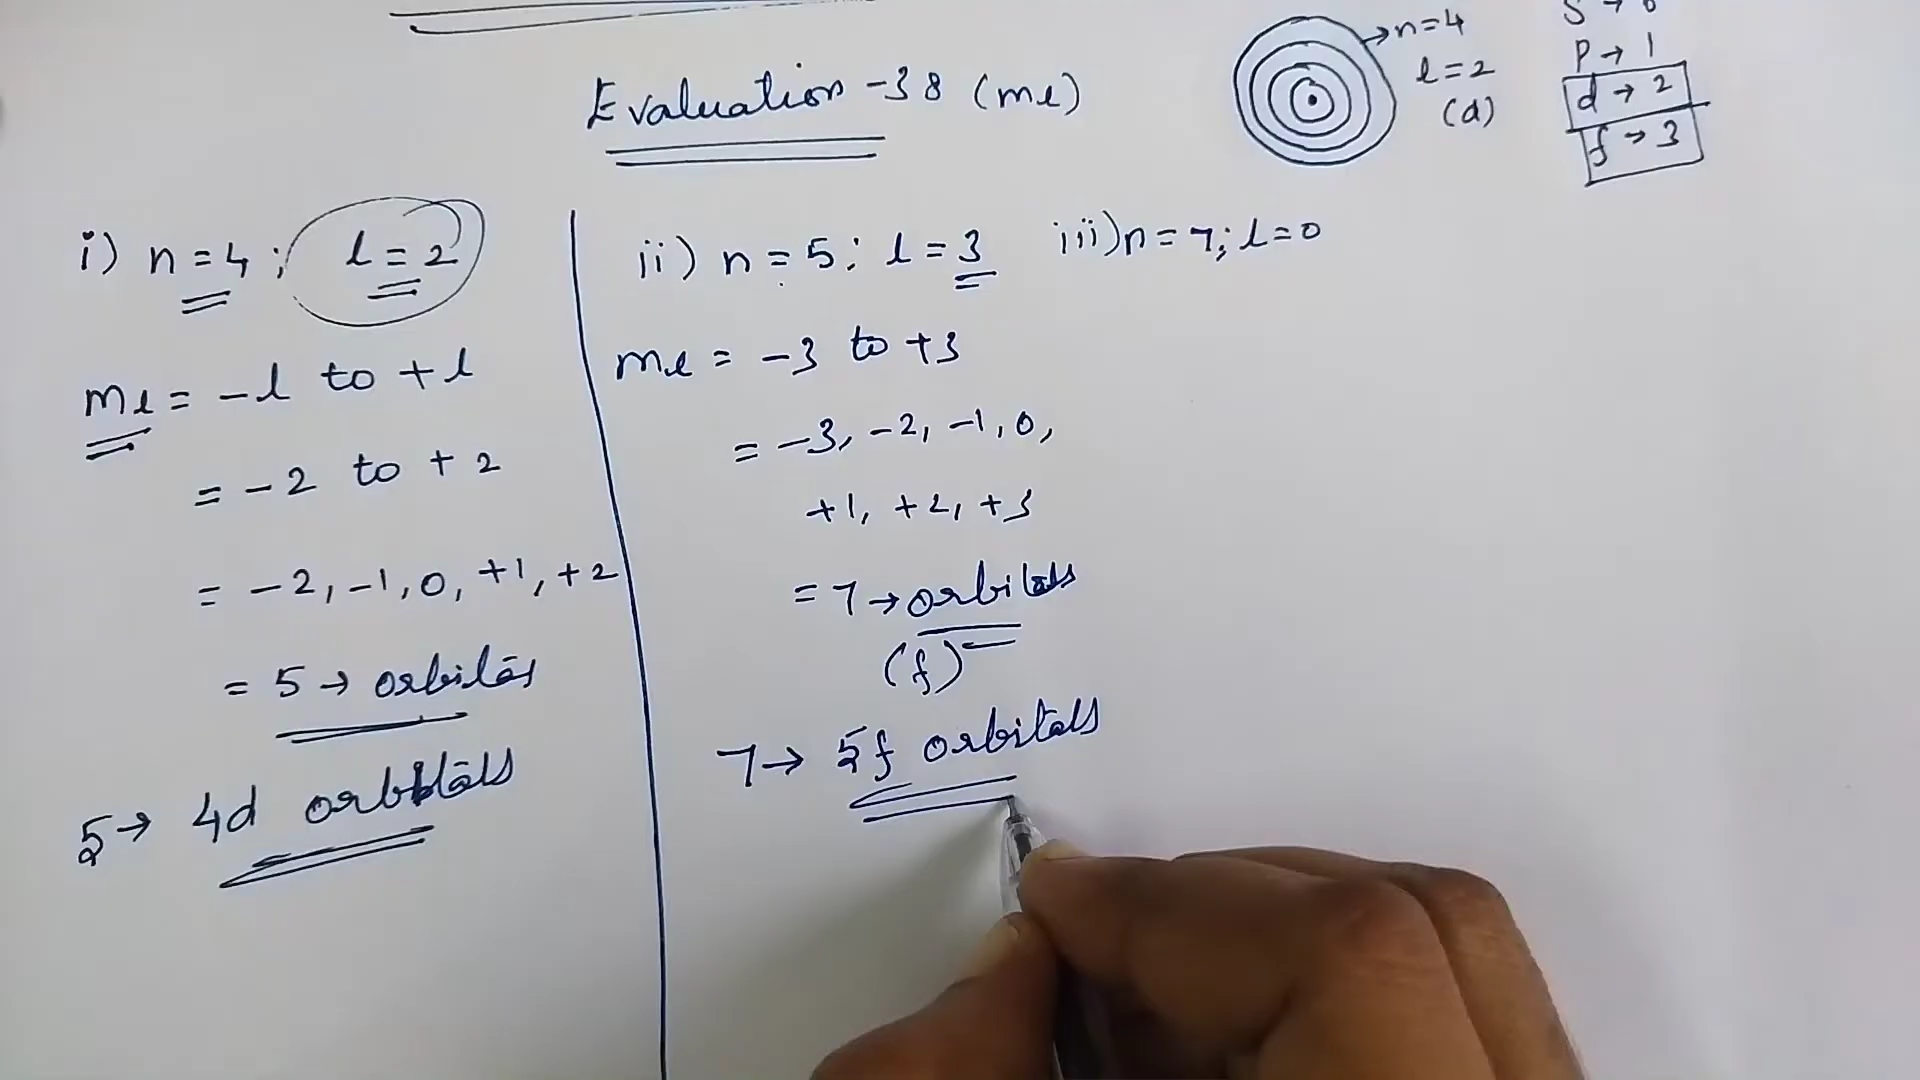 Evaluation -38 (ml)
→ n=4
l=2
(d)
S → 0
P → 1
d → 2
f → 3
i) n=4; l=2
ml = -l to +l
= -2 to +2
= -2, -1, 0, +1, +2
= 5 → orbitals
5 → 4d orbitals
ii) n=5; l=3
ml = -3 to +3
= -3, -2, -1, 0,
+1, +2, +3
= 7 → orbitals
(f)
7 → 5f orbitals
iii) n=7; l=0